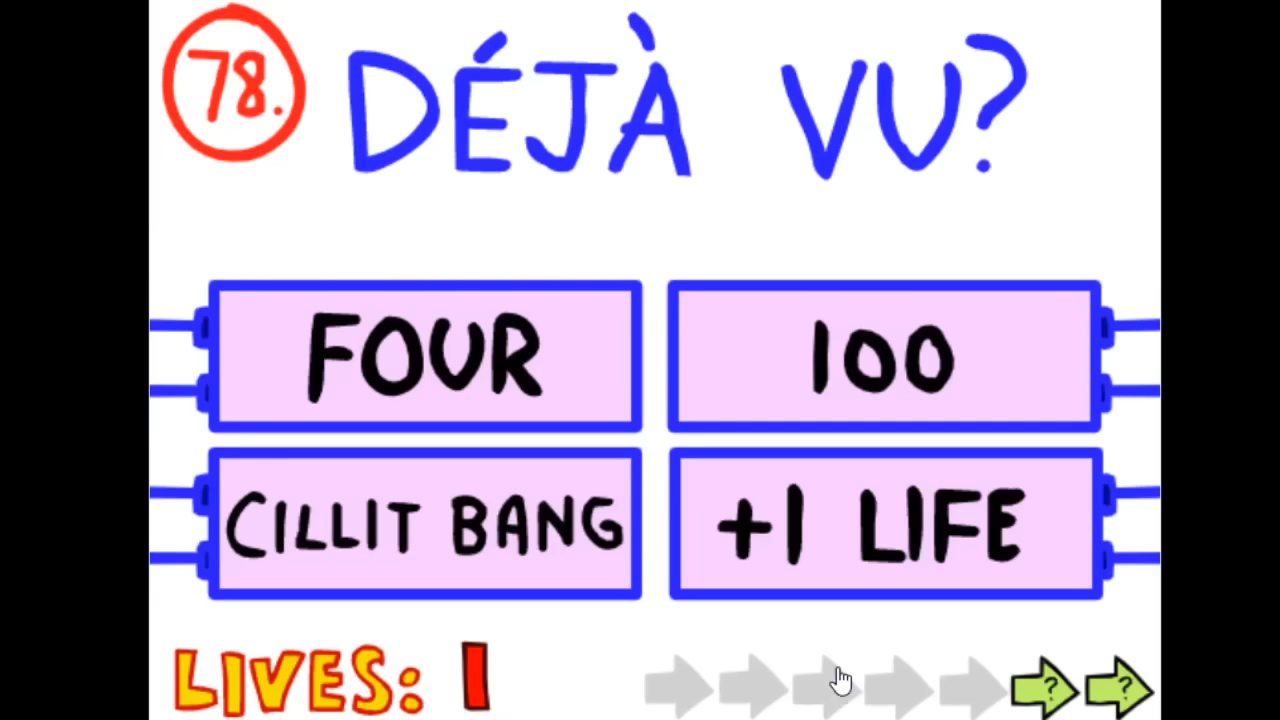 78. DÉJÀ VU?
FOUR
100
CILLIT BANG
+1 LIFE
LIVES: 1
? ?